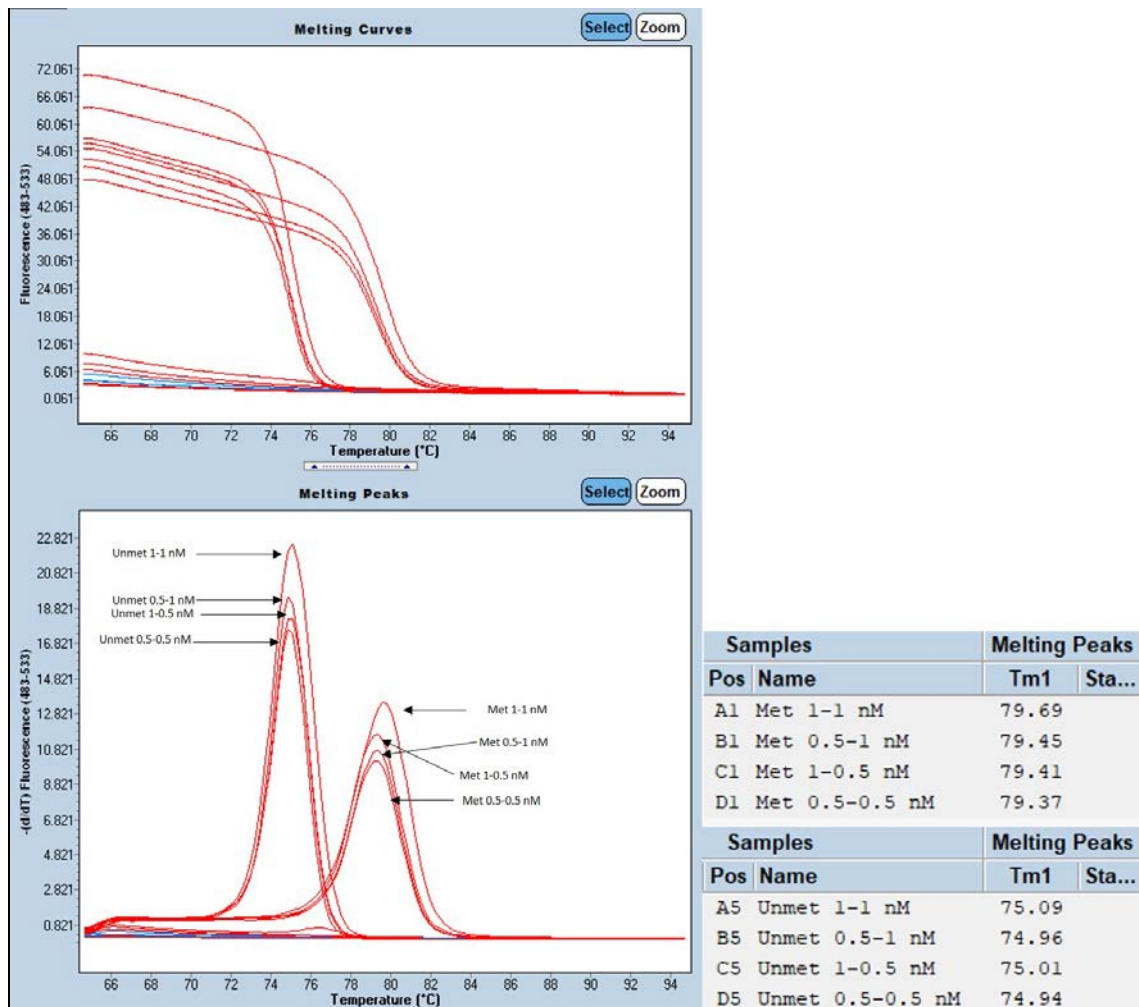 Melting Curves
Select Zoom
72.061
66.061
60.061
54.061
48.061
42.061
36.061
30.061
24.061
18.061
12.061
6.061
0.061
Fluorescence (483-533)
66 68 70 72 74 76 78 80 82 84 86 88 90 92 94
Temperature (°C)
Melting Peaks
Select Zoom
22.821
20.821
18.821
16.821
14.821
12.821
10.821
8.821
6.821
4.821
2.821
0.821
-(d/dT) Fluorescence (483-533)
Unmet 1-1 nM
Unmet 0.5-1 nM
Unmet 1-0.5 nM
Unmet 0.5-0.5 nM
Met 1-1 nM
Met 0.5-1 nM
Met 1-0.5 nM
Met 0.5-0.5 nM
66 68 70 72 74 76 78 80 82 84 86 88 90 92 94
Temperature (°C)
Samples Melting Peaks
Pos Name Tm1 Sta...
A1 Met 1-1 nM 79.69
B1 Met 0.5-1 nM 79.45
C1 Met 1-0.5 nM 79.41
D1 Met 0.5-0.5 nM 79.37
Samples Melting Peaks
Pos Name Tm1 Sta...
A5 Unmet 1-1 nM 75.09
B5 Unmet 0.5-1 nM 74.96
C5 Unmet 1-0.5 nM 75.01
D5 Unmet 0.5-0.5 nM 74.94